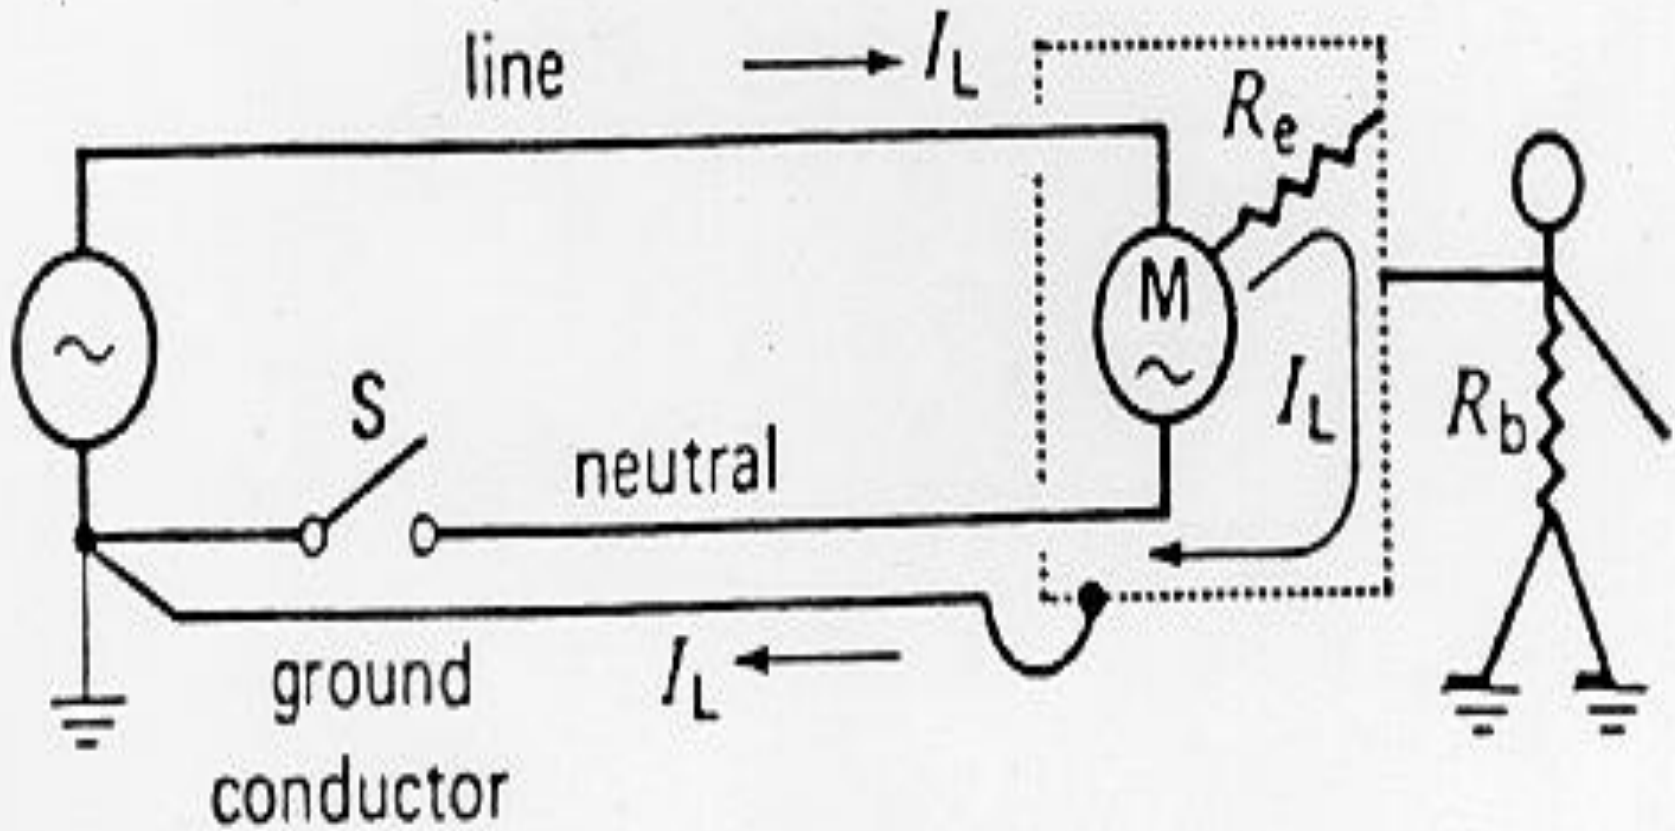 line
I_L
R_e
M
~
~
S
I_L
R_b
neutral
ground
conductor
I_L